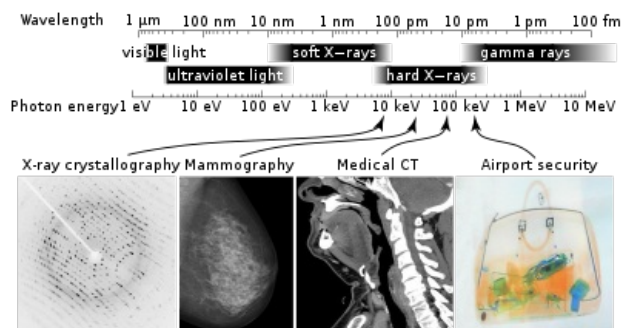 Wavelength 1 μm 100 nm 10 nm 1 nm 100 pm 10 pm 1 pm 100 fm
visible light soft X−rays gamma rays
ultraviolet light hard X−rays
Photon energy 1 eV 10 eV 100 eV 1 keV 10 keV 100 keV 1 MeV 10 MeV
X-ray crystallography Mammography Medical CT Airport security